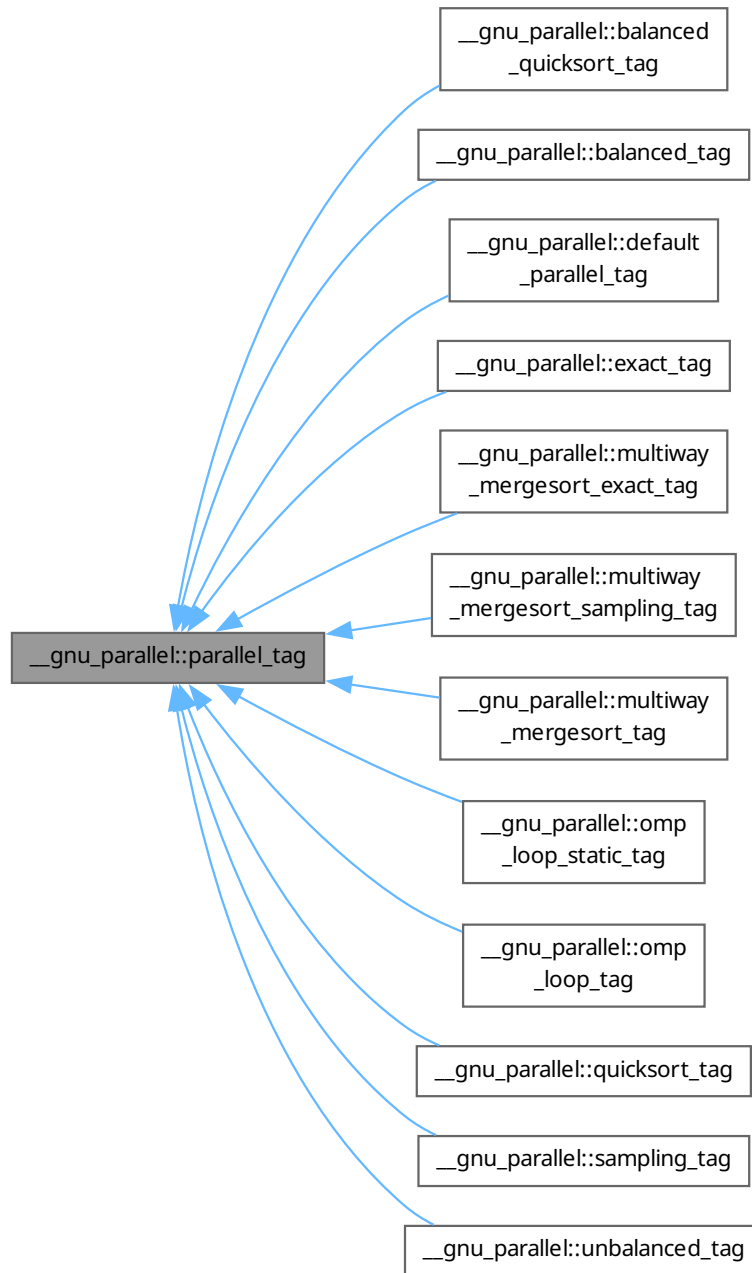 __gnu_parallel::balanced
_quicksort_tag
__gnu_parallel::balanced_tag
__gnu_parallel::default
_parallel_tag
__gnu_parallel::exact_tag
__gnu_parallel::multiway
_mergesort_exact_tag
__gnu_parallel::multiway
_mergesort_sampling_tag
__gnu_parallel::parallel_tag
__gnu_parallel::multiway
_mergesort_tag
__gnu_parallel::omp
_loop_static_tag
__gnu_parallel::omp
_loop_tag
__gnu_parallel::quicksort_tag
__gnu_parallel::sampling_tag
__gnu_parallel::unbalanced_tag